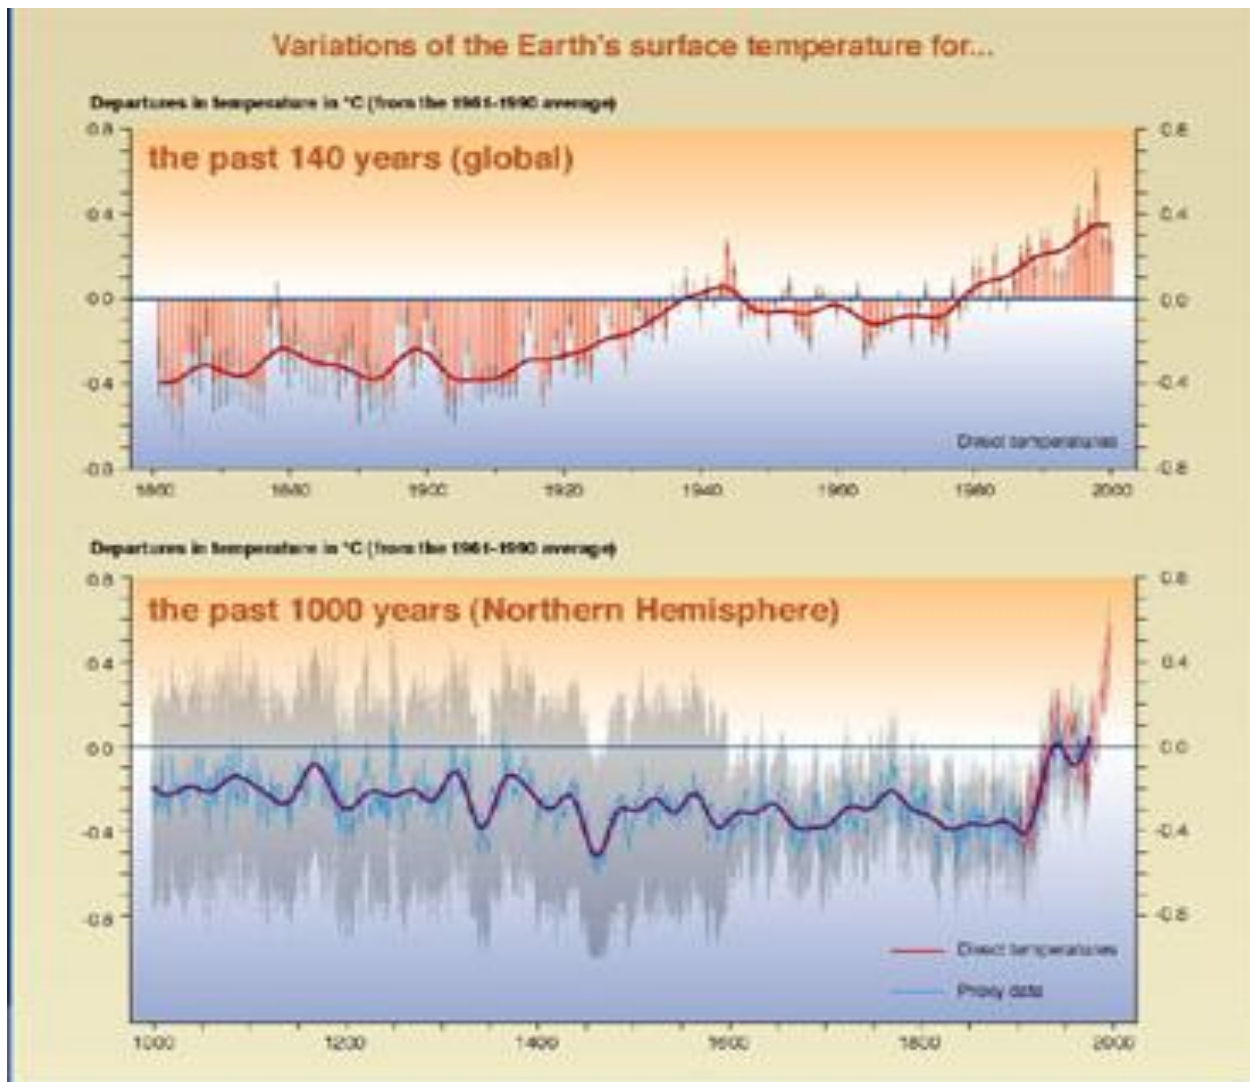 Variations of the Earth's surface temperature for...
Departures in temperature in °C (from the 1961-1990 average)
the past 140 years (global)
0.8 0.8
0.4 0.4
0.0 0.0
-0.4 -0.4
-0.8 -0.8
Direct temperatures
1860 1880 1900 1920 1940 1960 1980 2000
Departures in temperature in °C (from the 1961-1990 average)
the past 1000 years (Northern Hemisphere)
0.8 0.8
0.4 0.4
0.0 0.0
-0.4 -0.4
-0.8 -0.8
Direct temperatures
Proxy data
1000 1200 1400 1600 1800 2000